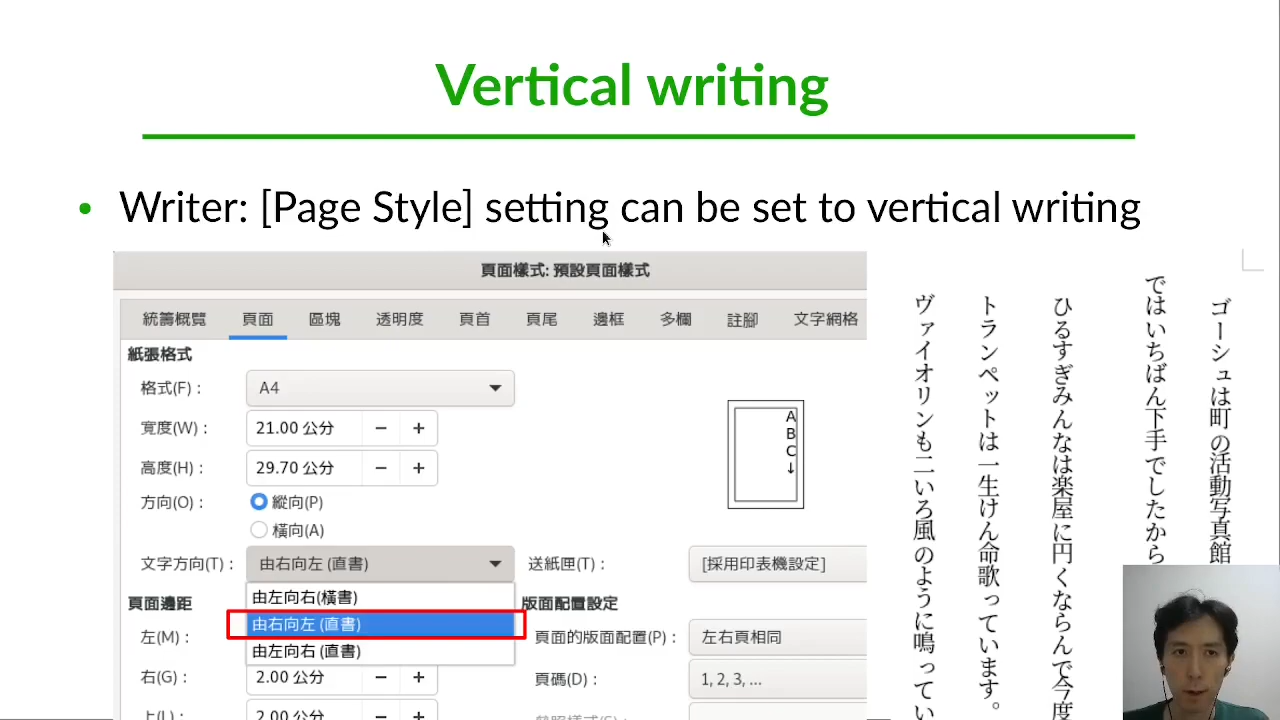 Vertical writing
• Writer: [Page Style] setting can be set to vertical writing
頁面樣式: 預設頁面樣式
統籌概覽 頁面 區塊 透明度 頁首 頁尾 邊框 多欄 註腳 文字網格
紙張格式
格式(F)： A4
寬度(W)： 21.00 公分 − +
高度(H)： 29.70 公分 − +
方向(O)： 縱向(P)
橫向(A)
A
B
C
↓
文字方向(T)： 由右向左 (直書) 送紙匣(T)： [採用印表機設定]
由左向右(橫書)
由右向左 (直書)
由左向右 (直書)
頁面邊距 版面配置設定
左(M)： 頁面的版面配置(P)： 左右頁相同
右(G)： 2.00 公分 − + 頁碼(D)： 1, 2, 3, ...
上(L)： 2.00 公分 − +
ゴーシュは町の活動写真館
ではいちばん下手でしたから
ひるすぎみんなは楽屋に円くならんで今度
トランペットは一生けん命歌っています。
ヴァイオリンも二いろ風のように鳴ってい